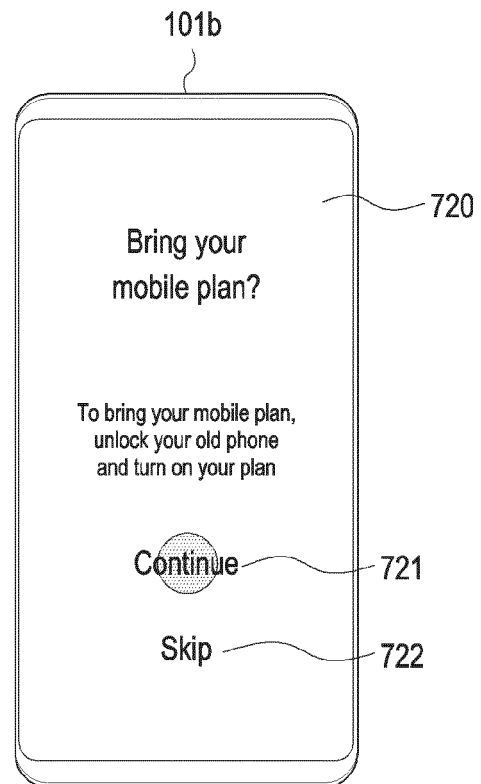 101b
720
Bring your
mobile plan?
To bring your mobile plan,
unlock your old phone
and turn on your plan
Continue
721
Skip
722